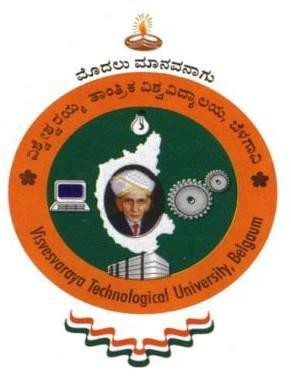 ಮೊದಲು ಮಾನವನಾಗು
ವಿಶ್ವೇಶ್ವರಯ್ಯ ತಾಂತ್ರಿಕ ವಿಶ್ವವಿದ್ಯಾಲಯ, ಬೆಳಗಾವಿ
Visvesvaraya Technological University, Belgaum